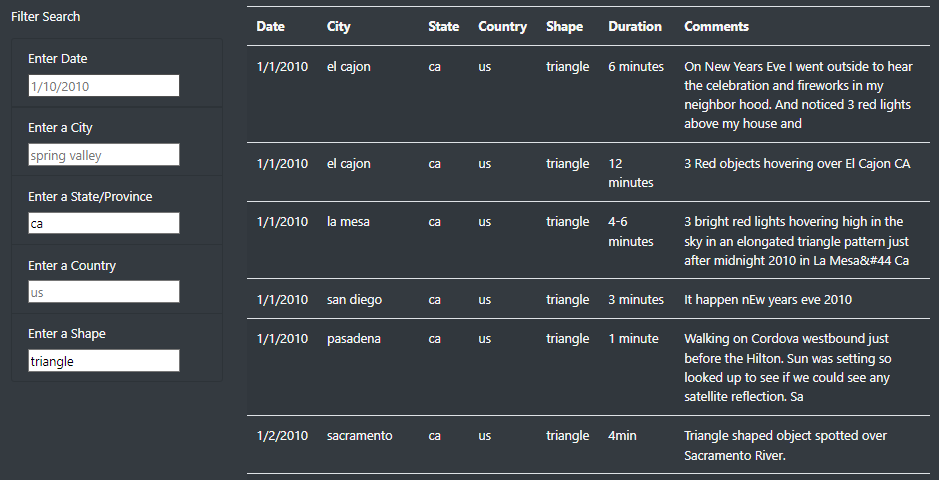 Filter Search
Enter Date
1/10/2010
Enter a City
spring valley
Enter a State/Province
ca
Enter a Country
us
Enter a Shape
triangle
Date City State Country Shape Duration Comments
1/1/2010 el cajon ca us triangle 6 minutes On New Years Eve I went outside to hear
the celebration and fireworks in my
neighbor hood. And noticed 3 red lights
above my house and
1/1/2010 el cajon ca us triangle 12 3 Red objects hovering over El Cajon CA
minutes
1/1/2010 la mesa ca us triangle 4-6 3 bright red lights hovering high in the
minutes sky in an elongated triangle pattern just
after midnight 2010 in La Mesa&#44 Ca
1/1/2010 san diego ca us triangle 3 minutes It happen nEw years eve 2010
1/1/2010 pasadena ca us triangle 1 minute Walking on Cordova westbound just
before the Hilton. Sun was setting so
looked up to see if we could see any
satellite reflection. Sa
1/2/2010 sacramento ca us triangle 4min Triangle shaped object spotted over
Sacramento River.